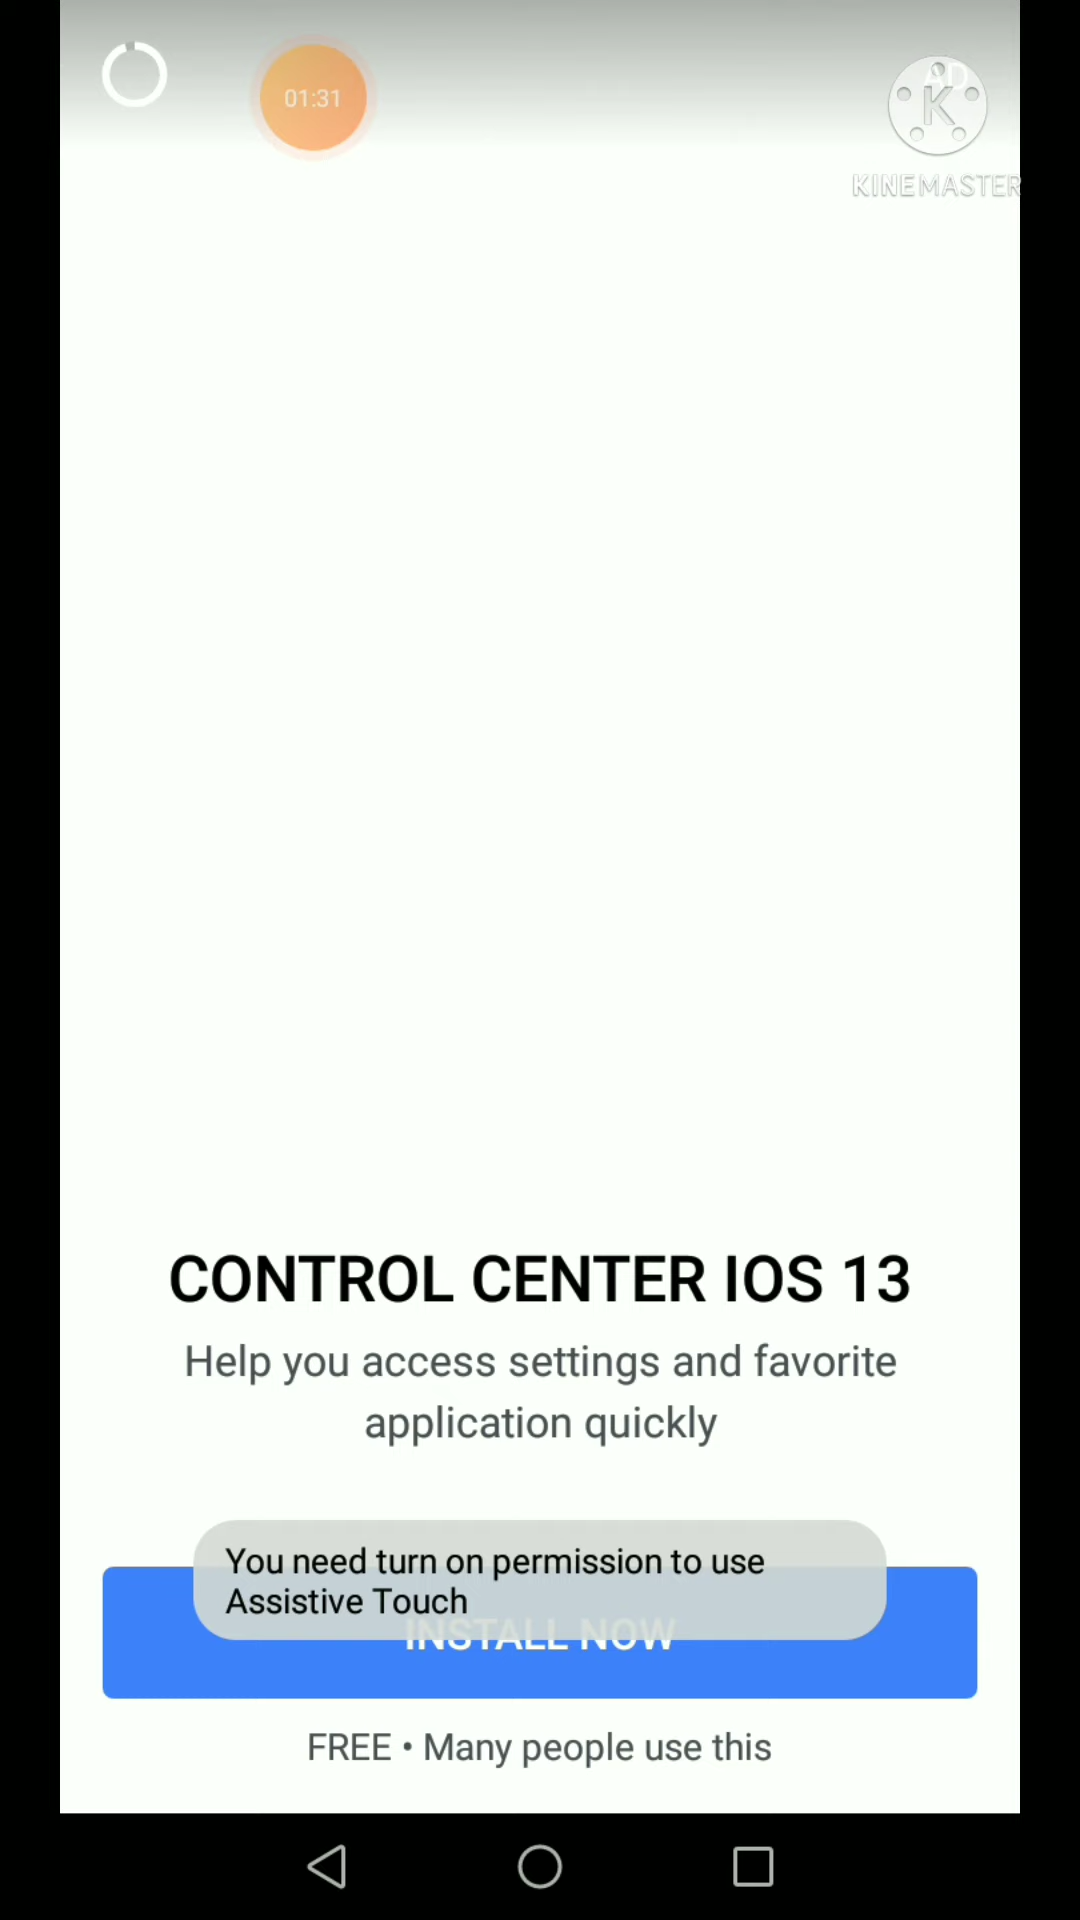 01:31
AD
K
KINEMASTER
CONTROL CENTER IOS 13
Help you access settings and favorite
application quickly
You need turn on permission to use
Assistive Touch
INSTALL NOW
FREE • Many people use this